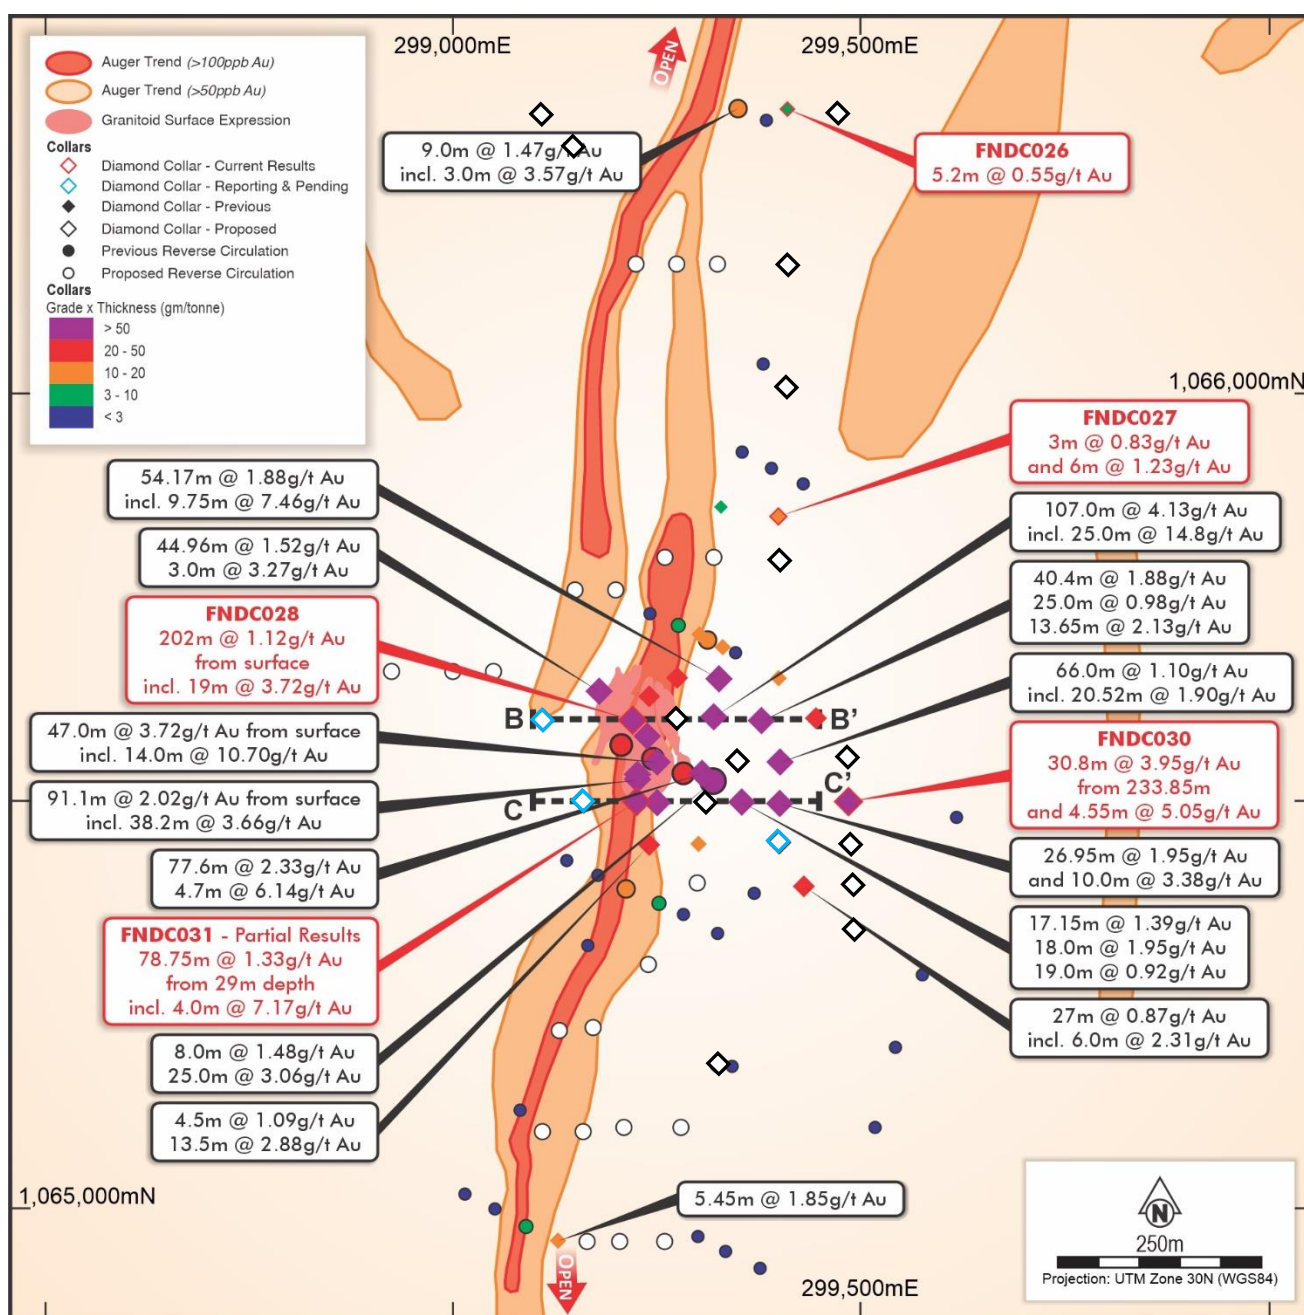 299,000mE
299,500mE
OPEN
Auger Trend (>100ppb Au)
Auger Trend (>50ppb Au)
Granitoid Surface Expression
Collars
Diamond Collar - Current Results
Diamond Collar - Reporting & Pending
Diamond Collar - Previous
Diamond Collar - Proposed
Previous Reverse Circulation
Proposed Reverse Circulation
Collars
Grade x Thickness (gm/tonne)
> 50
20 - 50
10 - 20
3 - 10
< 3
9.0m @ 1.47g/t Au
incl. 3.0m @ 3.57g/t Au
FNDC026
5.2m @ 0.55g/t Au
1,066,000mN
FNDC027
3m @ 0.83g/t Au
and 6m @ 1.23g/t Au
54.17m @ 1.88g/t Au
incl. 9.75m @ 7.46g/t Au
107.0m @ 4.13g/t Au
incl. 25.0m @ 14.8g/t Au
44.96m @ 1.52g/t Au
3.0m @ 3.27g/t Au
40.4m @ 1.88g/t Au
25.0m @ 0.98g/t Au
13.65m @ 2.13g/t Au
FNDC028
202m @ 1.12g/t Au
from surface
incl. 19m @ 3.72g/t Au
66.0m @ 1.10g/t Au
incl. 20.52m @ 1.90g/t Au
B
B'
47.0m @ 3.72g/t Au from surface
incl. 14.0m @ 10.70g/t Au
FNDC030
30.8m @ 3.95g/t Au
from 233.85m
and 4.55m @ 5.05g/t Au
C
C'
91.1m @ 2.02g/t Au from surface
incl. 38.2m @ 3.66g/t Au
26.95m @ 1.95g/t Au
and 10.0m @ 3.38g/t Au
77.6m @ 2.33g/t Au
4.7m @ 6.14g/t Au
17.15m @ 1.39g/t Au
18.0m @ 1.95g/t Au
19.0m @ 0.92g/t Au
FNDC031 - Partial Results
78.75m @ 1.33g/t Au
from 29m depth
incl. 4.0m @ 7.17g/t Au
27m @ 0.87g/t Au
incl. 6.0m @ 2.31g/t Au
8.0m @ 1.48g/t Au
25.0m @ 3.06g/t Au
4.5m @ 1.09g/t Au
13.5m @ 2.88g/t Au
1,065,000mN
5.45m @ 1.85g/t Au
OPEN
299,500mE
N
250m
Projection: UTM Zone 30N (WGS84)